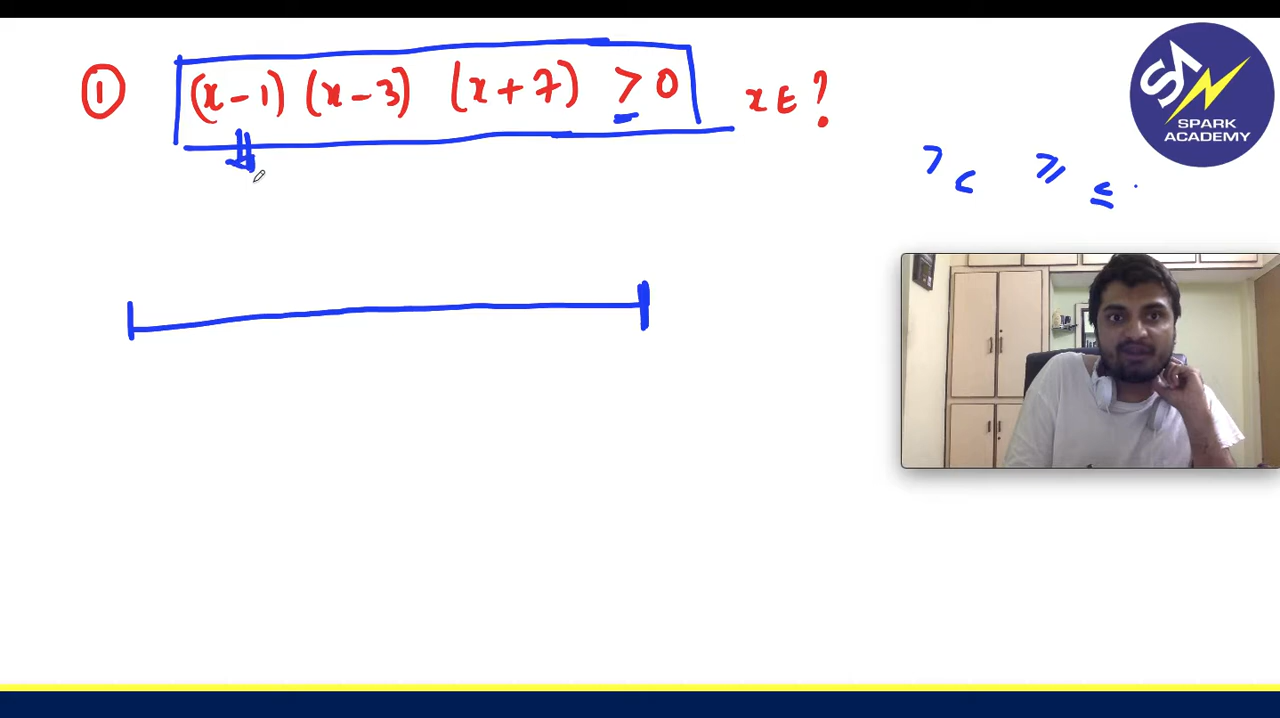 ① (x-1) (x-3) (x+7) > 0 x ∈ ?
> < ≥ ≤
SPARK
ACADEMY